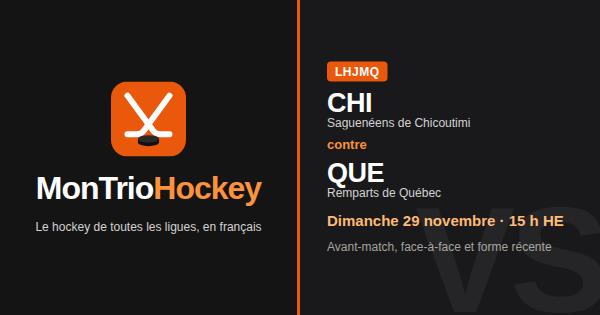 MonTrioHockey
Le hockey de toutes les ligues, en français
LHJMQ
CHI
Saguenéens de Chicoutimi
contre
QUE
Remparts de Québec
Dimanche 29 novembre · 15 h HE
Avant-match, face-à-face et forme récente
VS